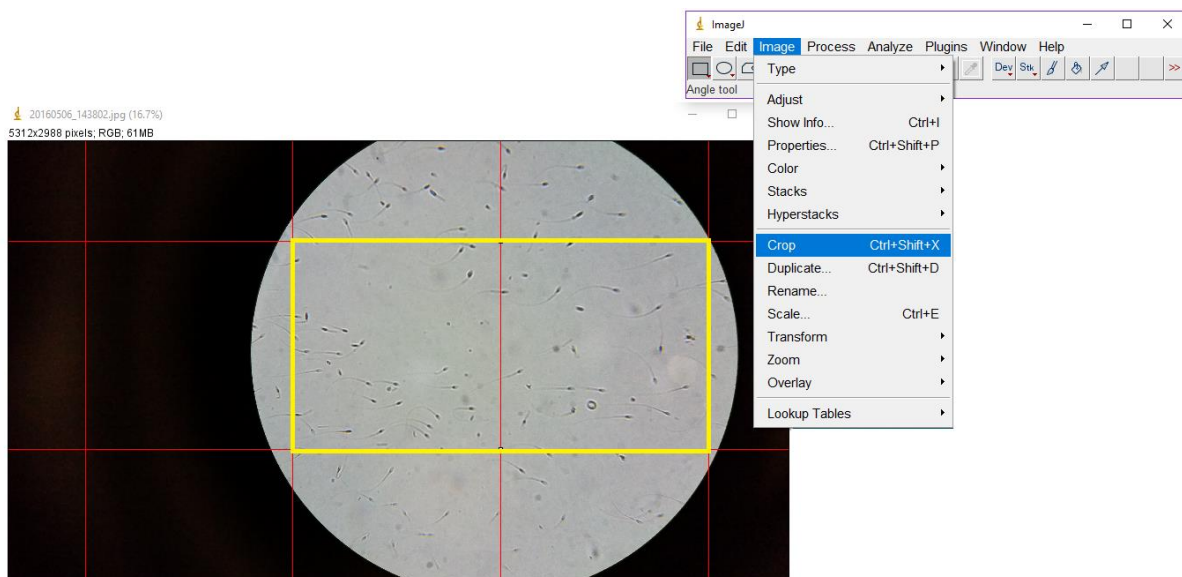 ImageJ
File Edit Image Process Analyze Plugins Window Help
Dev Stk >>
Angle tool
Type
Adjust
Show Info... Ctrl+I
Properties... Ctrl+Shift+P
Color
Stacks
Hyperstacks
Crop Ctrl+Shift+X
Duplicate... Ctrl+Shift+D
Rename...
Scale... Ctrl+E
Transform
Zoom
Overlay
Lookup Tables
20160506_143802.jpg (16.7%)
5312x2988 pixels; RGB; 61MB